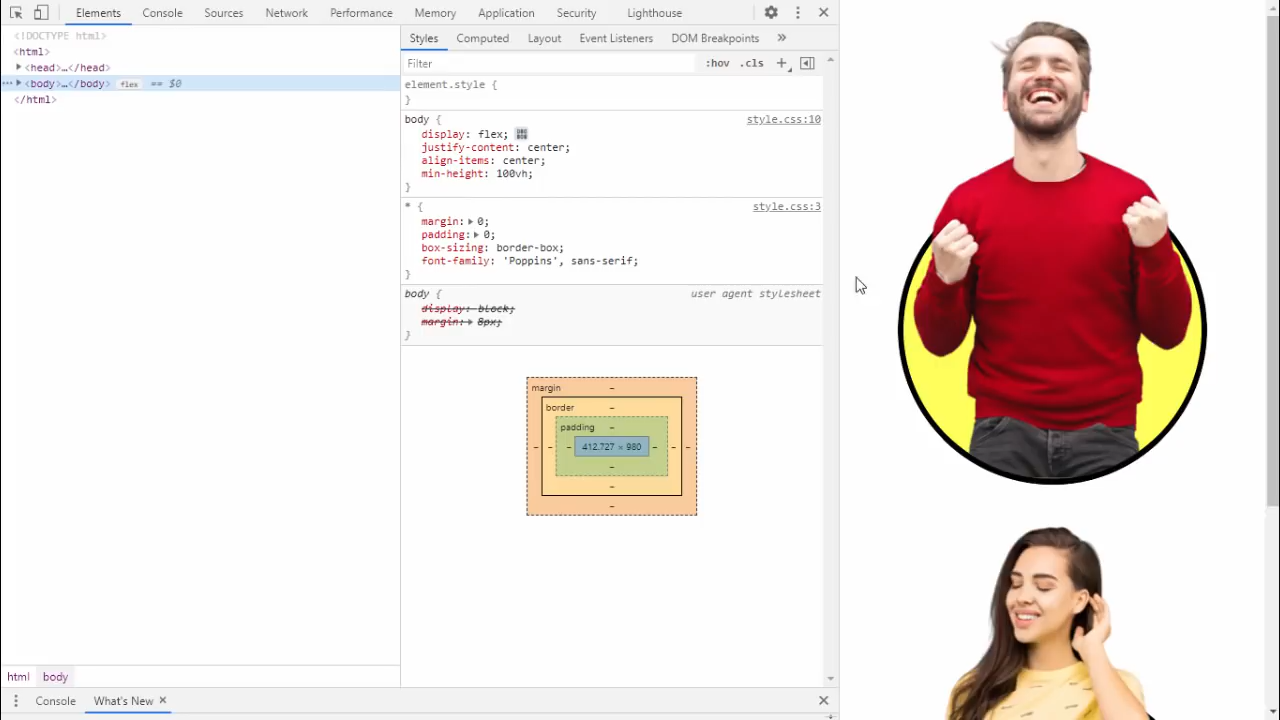 Elements Console Sources Network Performance Memory Application Security Lighthouse
<!DOCTYPE html>
<html>
<head>…</head>
<body>…</body> flex == $0
</html>
html body
Styles Computed Layout Event Listeners DOM Breakpoints »
Filter :hov .cls +
element.style {
}
body { style.css:10
display: flex;
justify-content: center;
align-items: center;
min-height: 100vh;
}
* { style.css:3
margin: 0;
padding: 0;
box-sizing: border-box;
font-family: 'Poppins', sans-serif;
}
body { user agent stylesheet
display: block;
margin: 8px;
}
margin –
border –
padding –
– – – 412.727 × 980 – – –
–
–
–
Console What's New ×